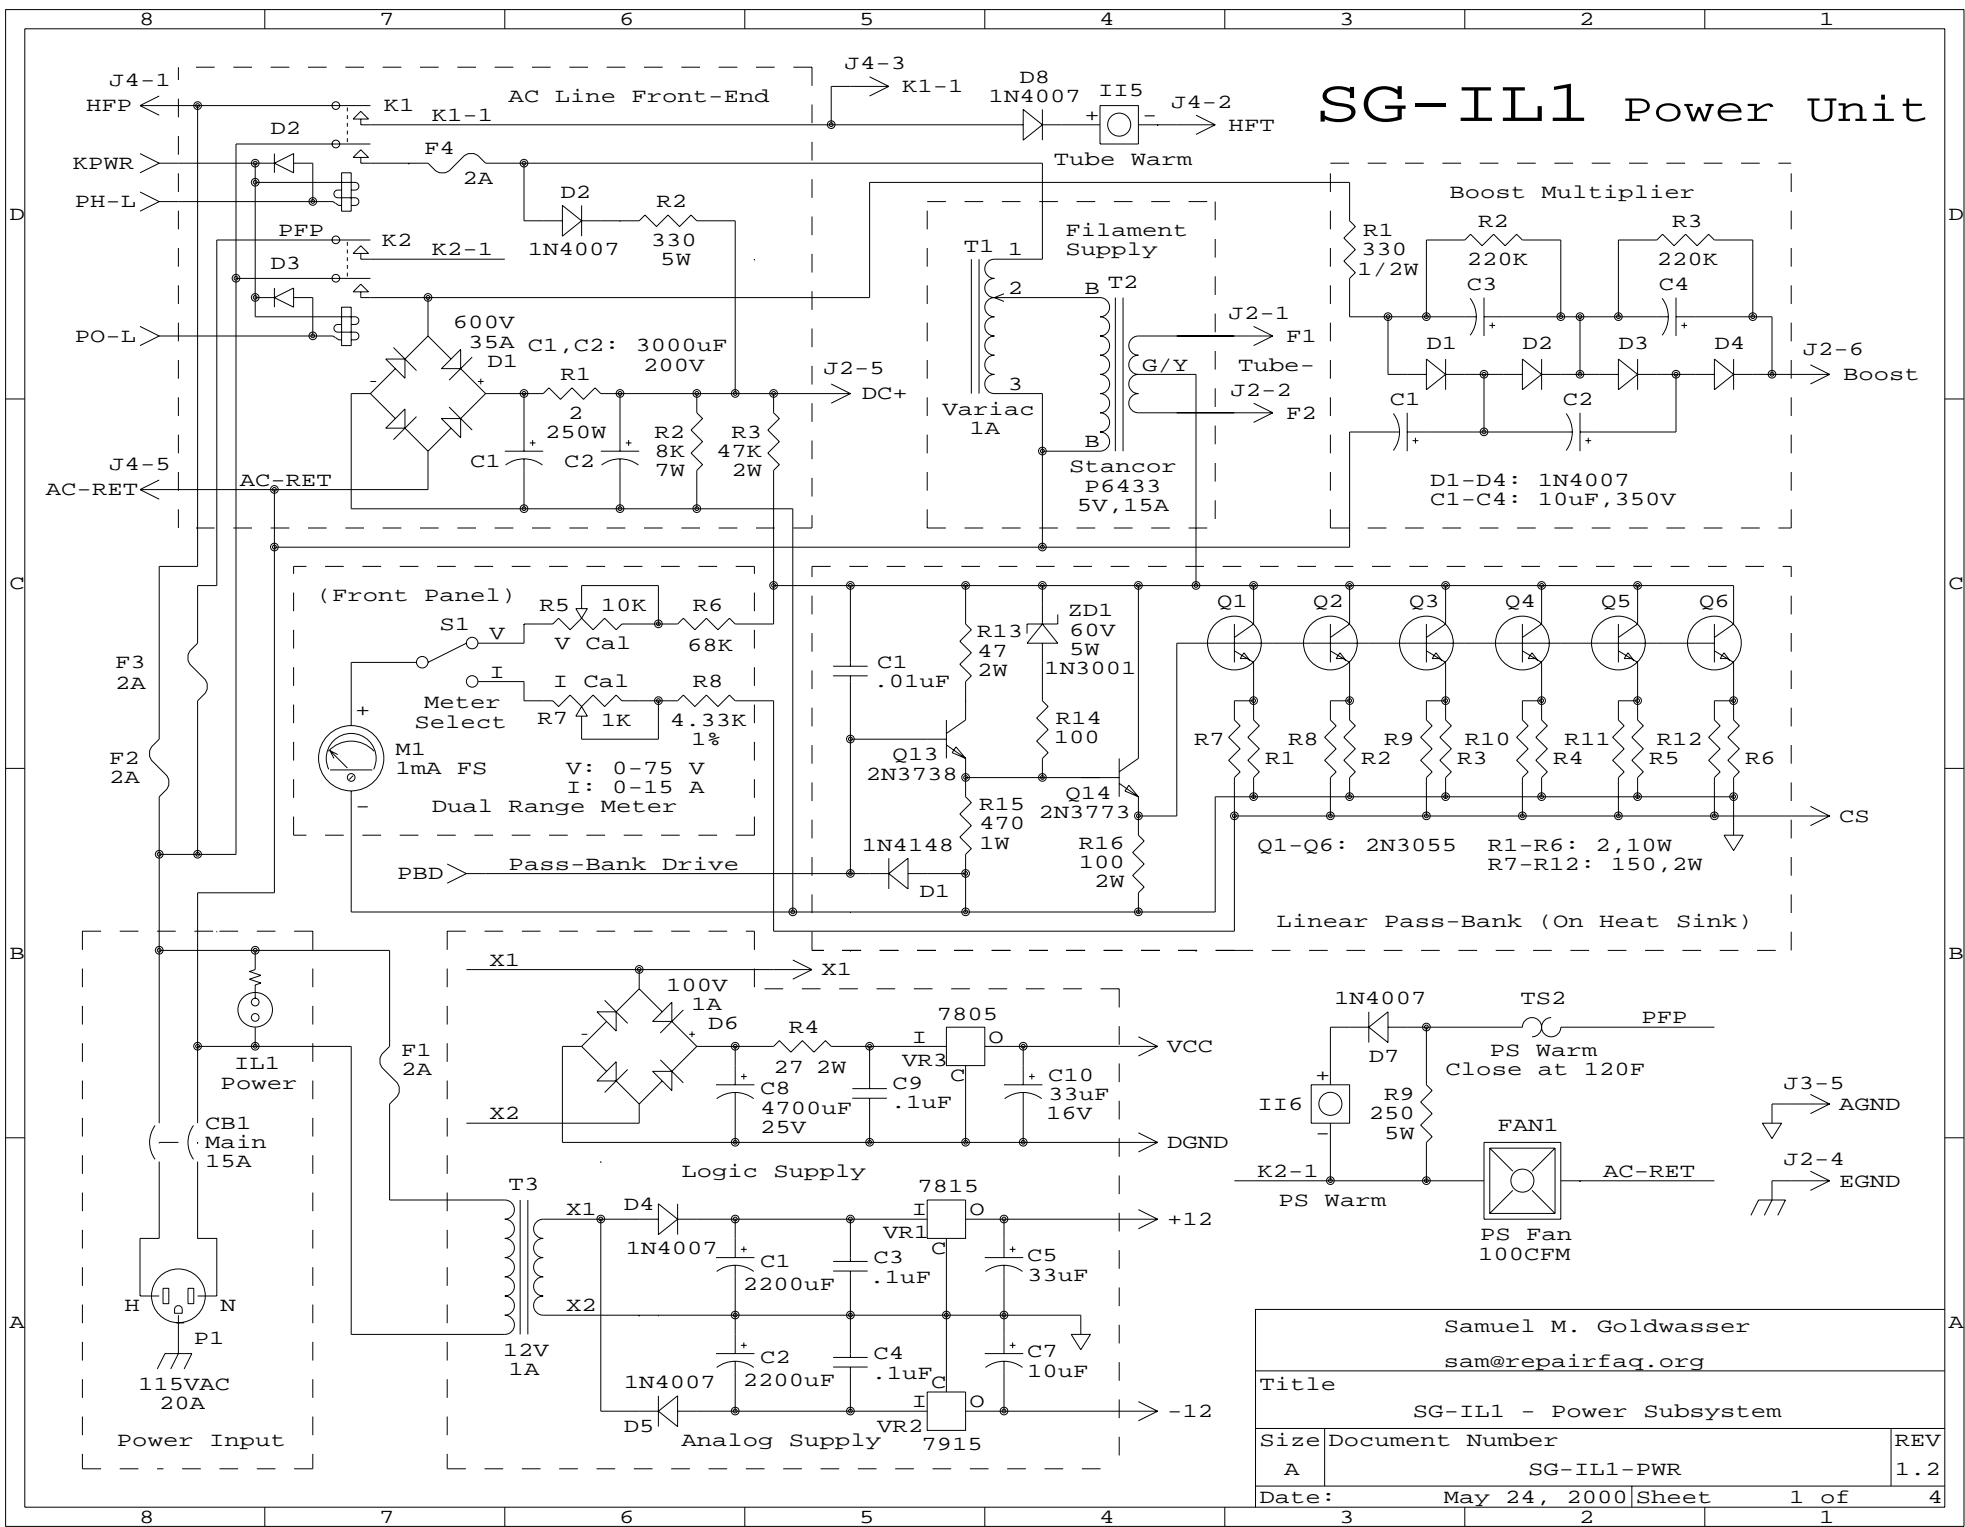 8 7 6 5 4 3 2 1
D
C
B
A
SG-IL1 Power Unit
J4-1
HFP
K1
K1-1
AC Line Front-End
J4-3
K1-1
D8
1N4007
II5
+ -
Tube Warm
J4-2
HFT
D2
KPWR
F4
2A
PH-L
D2
1N4007
R2
330
5W
PFP
K2
K2-1
D3
PO-L
600V
35A
D1
- +
C1,C2: 3000uF
200V
R1
2
250W
C1
+
C2
+
R2
8K
7W
R3
47K
2W
J2-5
DC+
J4-5
AC-RET
AC-RET
Filament
Supply
T1
1
2
3
Variac
1A
B
T2
B
G/Y
Stancor
P6433
5V,15A
J2-1
F1
Tube-
J2-2
F2
Boost Multiplier
R1
330
1/2W
R2
220K
R3
220K
C3
+
C4
+
D1
D2
D3
D4
C1
+
C2
+
J2-6
Boost
D1-D4: 1N4007
C1-C4: 10uF,350V
F3
2A
F2
2A
(Front Panel)
S1
V
I
Meter
Select
R5
10K
V Cal
R6
68K
I Cal
R7
1K
R8
4.33K
1%
+
M1
1mA FS
-
V: 0-75 V
I: 0-15 A
Dual Range Meter
PBD
Pass-Bank Drive
C1
.01uF
R13
47
2W
ZD1
60V
5W
1N3001
R14
100
Q13
2N3738
Q14
2N3773
R15
470
1W
R16
100
2W
1N4148
D1
Q1 Q2 Q3 Q4 Q5 Q6
R7 R1 R8 R2 R9 R3 R10 R4 R11 R5 R12 R6
CS
Q1-Q6: 2N3055 R1-R6: 2,10W
R7-R12: 150,2W
Linear Pass-Bank (On Heat Sink)
IL1
Power
CB1
Main
15A
H N
P1
115VAC
20A
Power Input
F1
2A
X1
X1
100V
1A
D6
- +
X2
R4
27 2W
C8
4700uF
25V
+
C9
.1uF
7805
I O
VR3
C
C10
33uF
16V
+
VCC
DGND
Logic Supply
T3
12V
1A
X1
X2
D4
1N4007
1N4007
D5
+
C1
2200uF
+
C2
2200uF
C3
.1uF
C4
.1uF
7815
I O
VR1
C
C
I O
VR2
7915
+
C5
33uF
+
C7
10uF
+12
-12
Analog Supply
1N4007
D7
TS2
PFP
PS Warm
Close at 120F
+
II6
-
R9
250
5W
K2-1
PS Warm
FAN1
AC-RET
PS Fan
100CFM
J3-5
AGND
J2-4
EGND
Samuel M. Goldwasser
sam@repairfaq.org
Title
SG-IL1 - Power Subsystem
Size Document Number REV
A SG-IL1-PWR 1.2
Date: May 24, 2000 Sheet 1 of 4
8 7 6 5 4 3 2 1
D
C
B
A